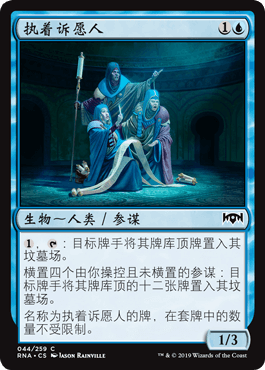 执着诉愿人 1
生物～人类 / 参谋
1，：目标牌手将其牌库顶牌置入其
坟墓场。
横置四个由你操控且未横置的参谋：目
标牌手将其牌库顶的十二张牌置入其坟
墓场。
名称为执着诉愿人的牌，在套牌中的数
量不受限制。
1/3
044/259 C
RNA • CS JASON RAINVILLE
™ & © 2019 Wizards of the Coast